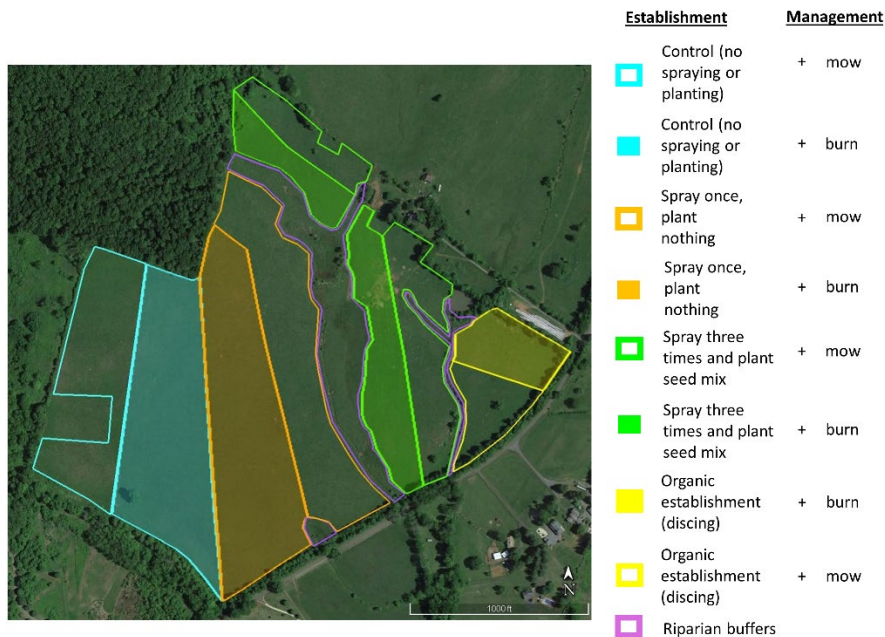 Establishment Management
Control (no + mow
spraying or
planting)
Control (no
spraying or + burn
planting)
Spray once,
plant + mow
nothing
Spray once,
plant + burn
nothing
Spray three
times and plant + mow
seed mix
Spray three
times and plant + burn
seed mix
Organic
establishment + burn
(discing)
Organic
establishment + mow
(discing)
Riparian buffers
N
1000 ft